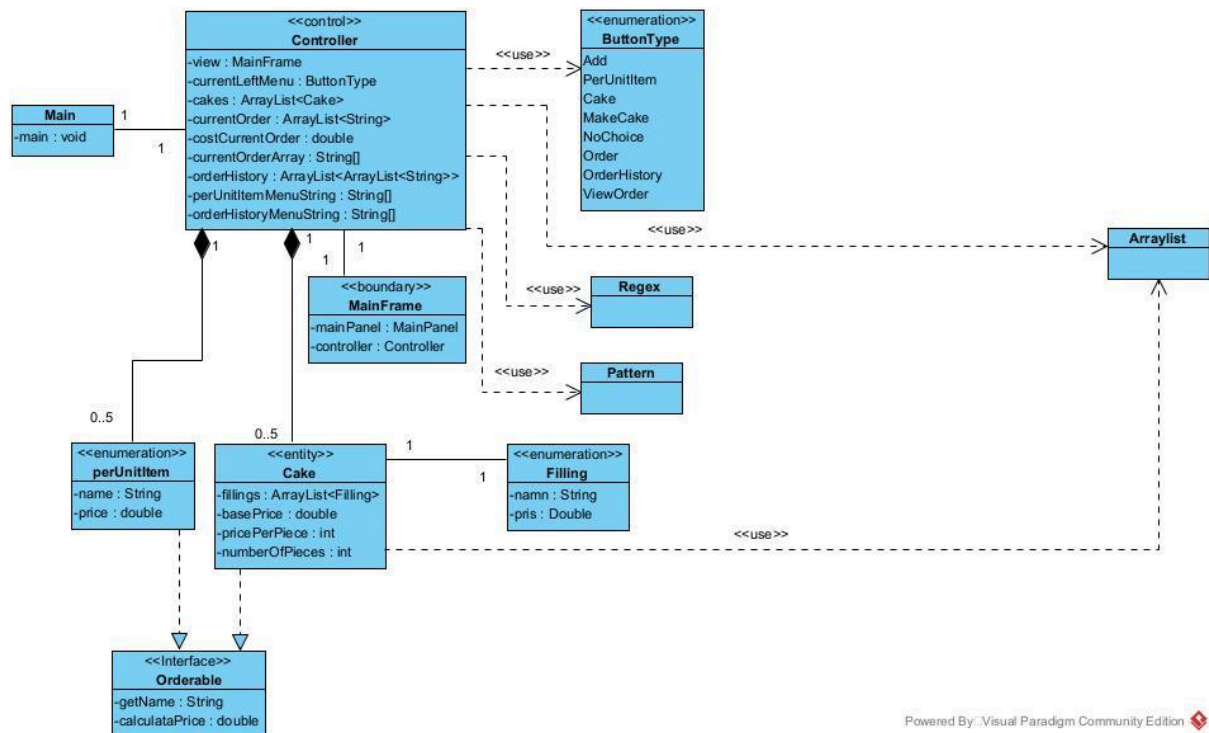 <<control>>
Controller
-view : MainFrame
-currentLeftMenu : ButtonType
-cakes : ArrayList<Cake>
-currentOrder : ArrayList<String>
-costCurrentOrder : double
-currentOrderArray : String[]
-orderHistory : ArrayList<ArrayList<String>>
-perUnitItemMenuString : String[]
-orderHistoryMenuString : String[]
<<use>>
<<enumeration>>
ButtonType
Add
PerUnitItem
Cake
MakeCake
NoChoice
Order
OrderHistory
ViewOrder
Main
-main : void
1
1
<<use>>
Arraylist
1
1
1
1
<<boundary>>
MainFrame
-mainPanel : MainPanel
-controller : Controller
<<use>>
Regex
<<use>>
Pattern
0..5
0..5
<<enumeration>>
perUnitItem
-name : String
-price : double
<<entity>>
Cake
-fillings : ArrayList<Filling>
-basePrice : double
-pricePerPiece : int
-numberOfPieces : int
1
1
<<enumeration>>
Filling
-namn : String
-pris : Double
<<use>>
<<Interface>>
Orderable
-getName : String
-calculataPrice : double
Powered By Visual Paradigm Community Edition